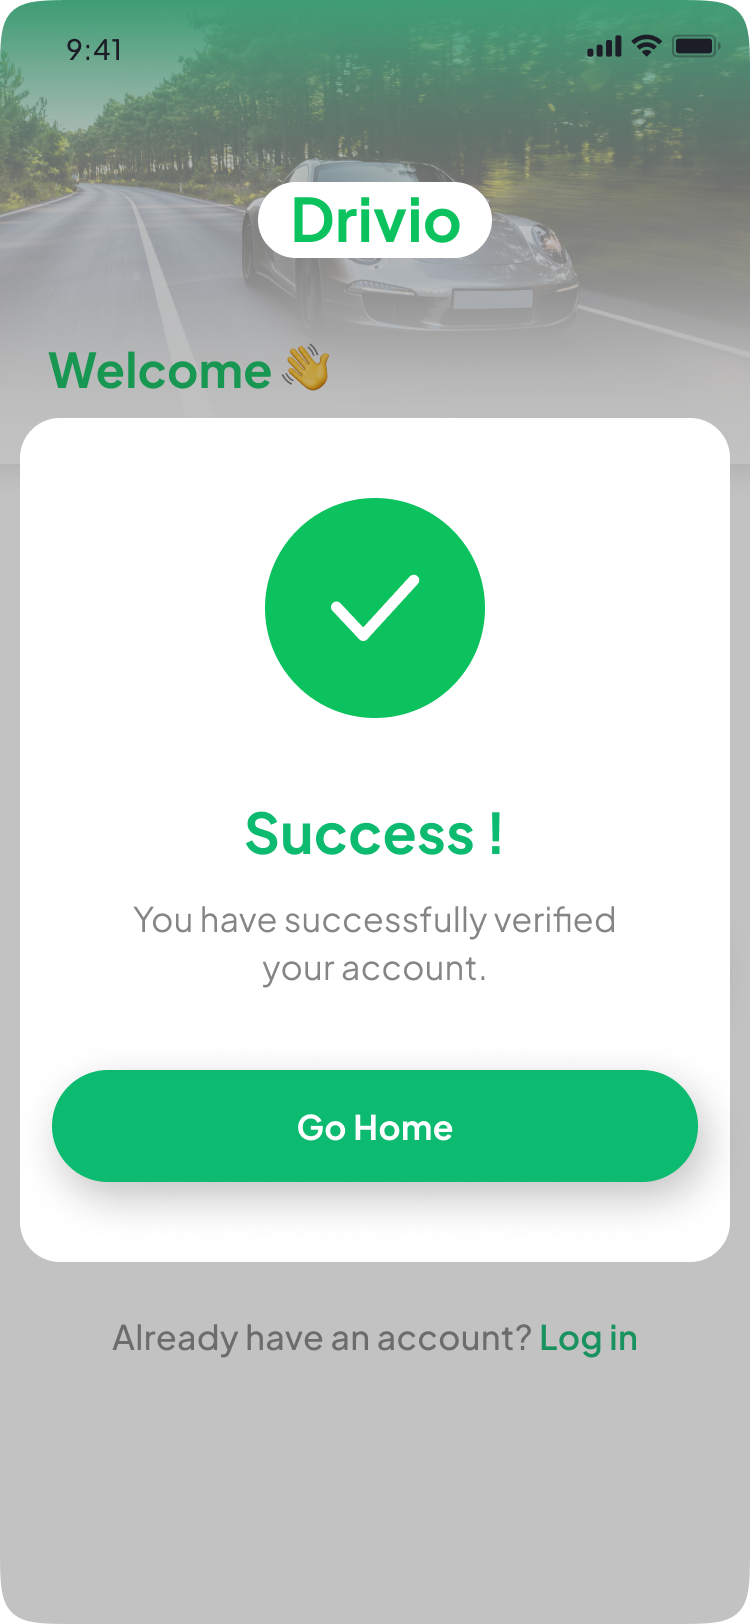 9:41
Drivio
Welcome 👋
Success !
You have successfully verified
your account.
Go Home
Already have an account? Log in